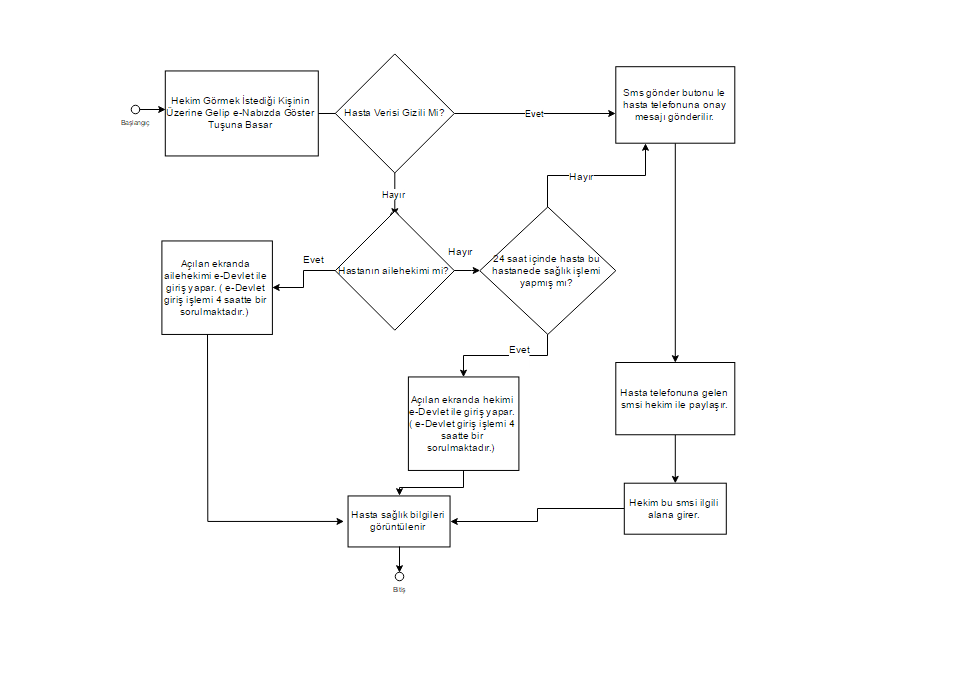 Başlangıç
Hekim Görmek İstediği Kişinin
Üzerine Gelip e-Nabızda Göster
Tuşuna Basar
Hasta Verisi Gizili Mi?
Evet
Sms gönder butonu le
hasta telefonuna onay
mesajı gönderilir.
Hayır
Hayır
Hastanın ailehekimi mi?
Evet
Hayır
24 saat içinde hasta bu
hastanede sağlık işlemi
yapmış mı?
Açılan ekranda
ailehekimi e-Devlet ile
giriş yapar. ( e-Devlet
giriş işlemi 4 saatte bir
sorulmaktadır.)
Evet
Açılan ekranda hekimi
e-Devlet ile giriş yapar.
( e-Devlet giriş işlemi 4
saatte bir
sorulmaktadır.)
Hasta telefonuna gelen
smsi hekim ile paylaşır.
Hekim bu smsi ilgili
alana girer.
Hasta sağlık bilgileri
görüntülenir
Bitiş